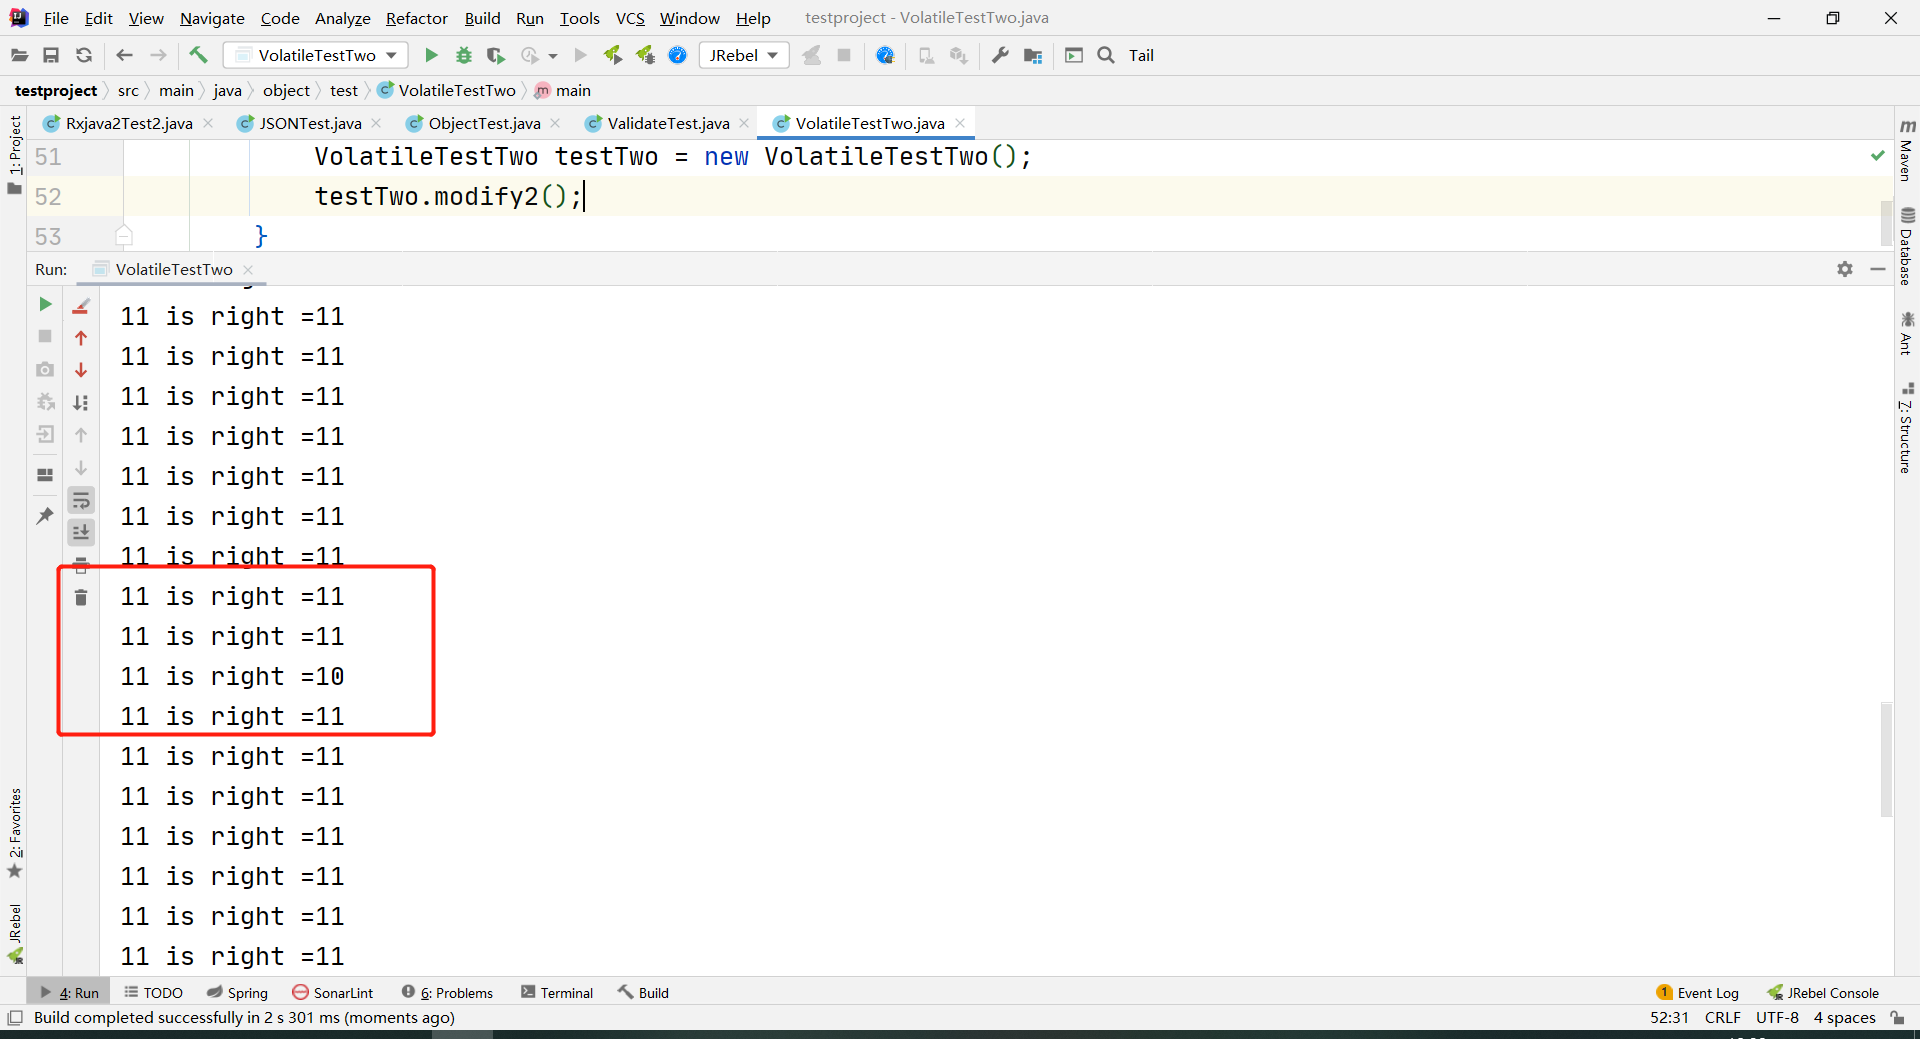 File Edit View Navigate Code Analyze Refactor Build Run Tools VCS Window Help testproject - VolatileTestTwo.java
VolatileTestTwo JRebel Tail
testproject src main java object test VolatileTestTwo m main
Rxjava2Test2.java JSONTest.java ObjectTest.java ValidateTest.java VolatileTestTwo.java
51 VolatileTestTwo testTwo = new VolatileTestTwo();
52 testTwo.modify2();
53 }
Run: VolatileTestTwo
11 is right =11
11 is right =11
11 is right =11
11 is right =11
11 is right =11
11 is right =11
11 is right =11
11 is right =11
11 is right =11
11 is right =10
11 is right =11
11 is right =11
11 is right =11
11 is right =11
11 is right =11
11 is right =11
11 is right =11
1: Project
2: Favorites
JRebel
m Maven
Database
Ant
7: Structure
4: Run TODO Spring SonarLint 6: Problems Terminal Build 1 Event Log JRebel Console
Build completed successfully in 2 s 301 ms (moments ago) 52:31 CRLF UTF-8 4 spaces